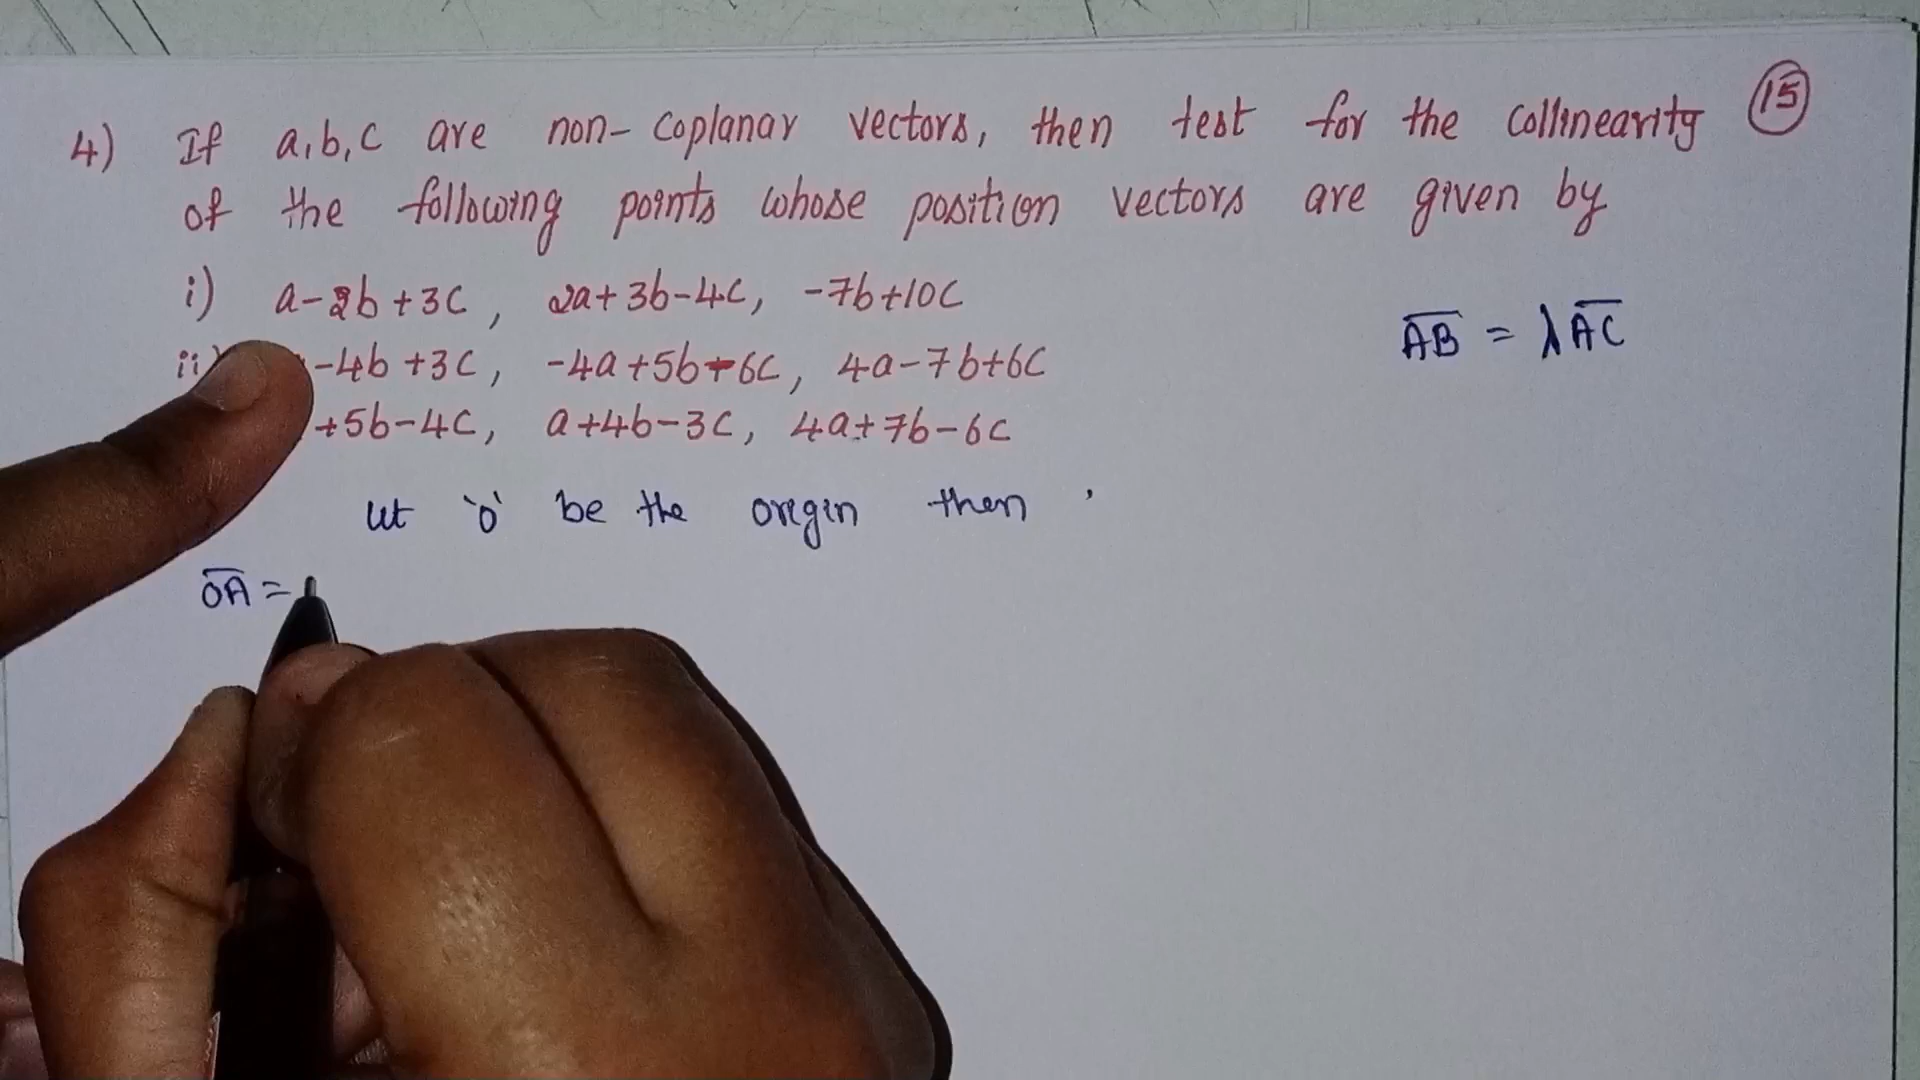 4) If a,b,c are non-coplanar vectors, then test for the collinearity 15
of the following points whose position vectors are given by
i) a-2b+3c, 2a+3b-4c, -7b+10c
ii) -4b+3c, -4a+5b-6c, 4a-7b+6c
+5b-4c, a+4b-3c, 4a+7b-6c
AB = λAC
let 'o' be the origin then,
OA =